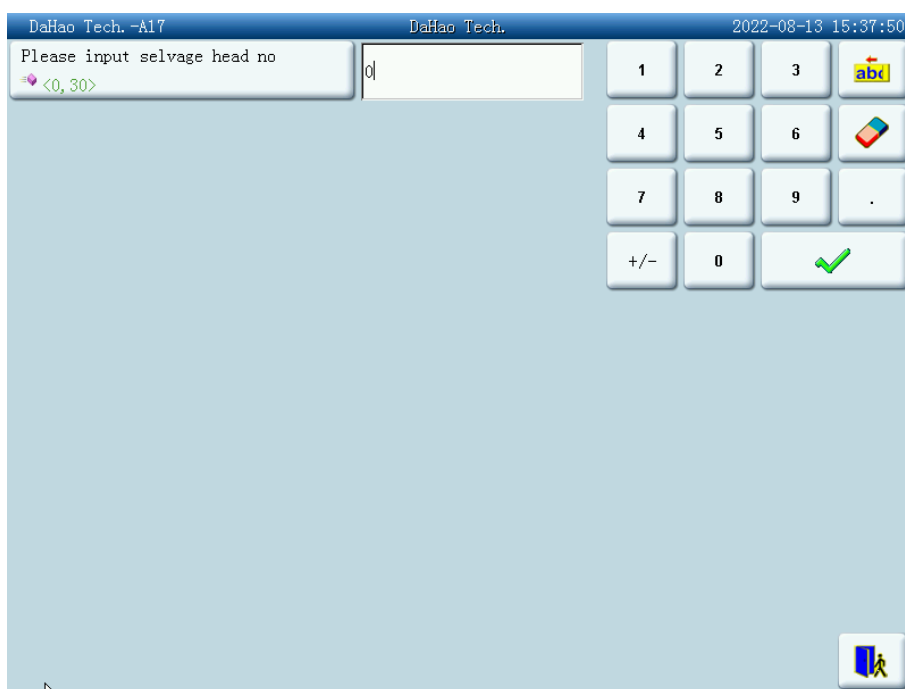 DaHao Tech. -A17
DaHao Tech.
2022-08-13 15:37:50
Please input selvage head no
<0, 30>
0
1 2 3 abc
4 5 6
7 8 9 .
+/- 0